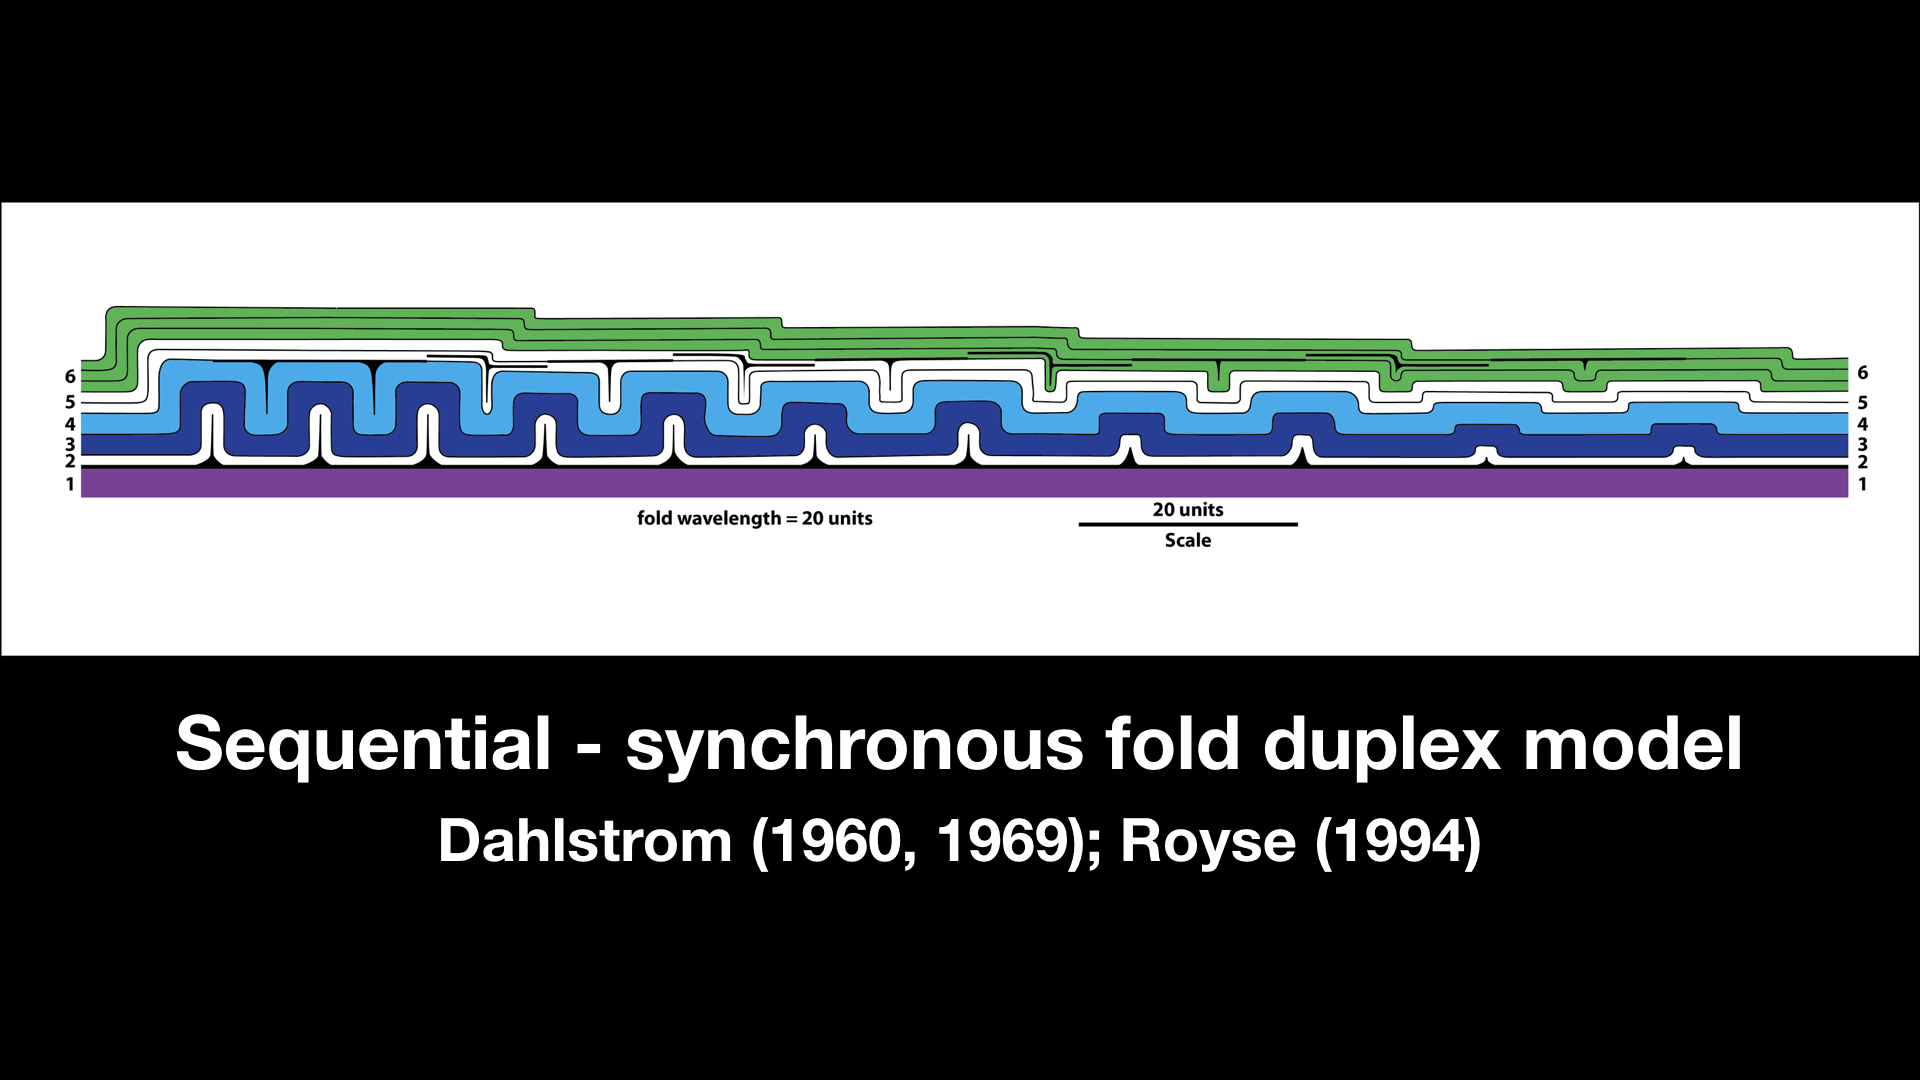 6
5
4
3
2
1
6
5
4
3
2
1
fold wavelength = 20 units
20 units
Scale
Sequential - synchronous fold duplex model
Dahlstrom (1960, 1969); Royse (1994)